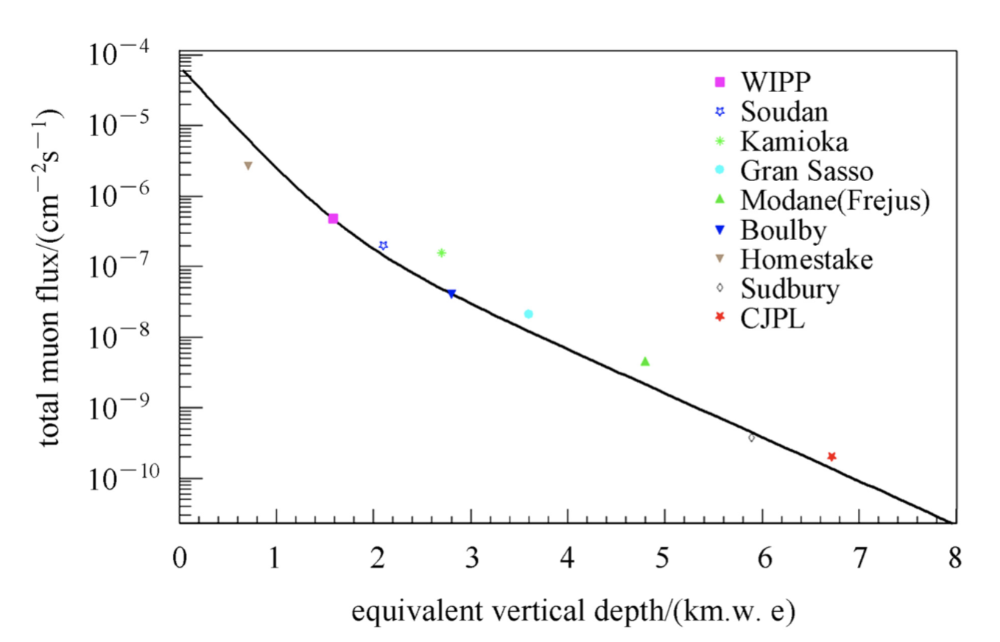 10−4
10−5
10−6
10−7
10−8
10−9
10−10
total muon flux/(cm−2s−1)
WIPP
Soudan
Kamioka
Gran Sasso
Modane(Frejus)
Boulby
Homestake
Sudbury
CJPL
0 1 2 3 4 5 6 7 8
equivalent vertical depth/(km.w. e)